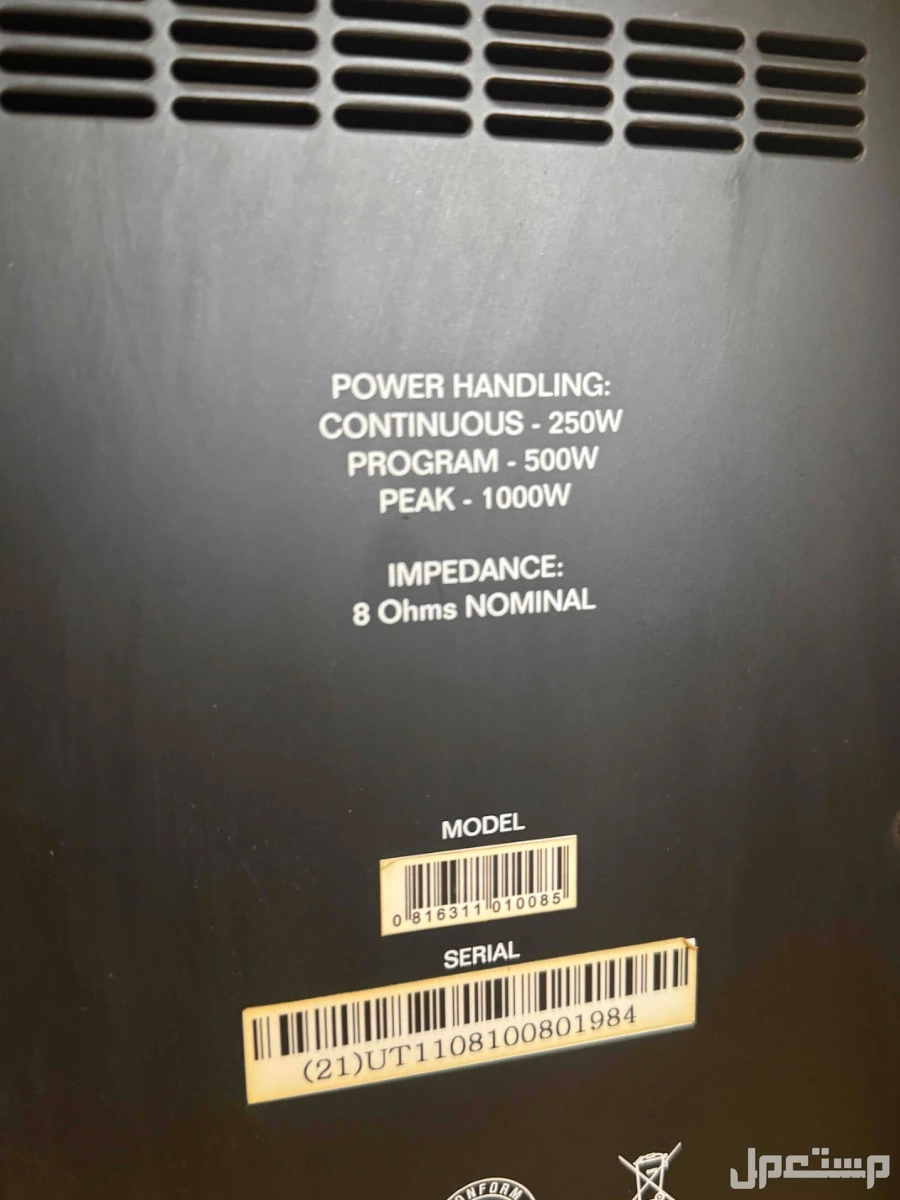 POWER HANDLING:
CONTINUOUS - 250W
PROGRAM - 500W
PEAK - 1000W
IMPEDANCE:
8 Ohms NOMINAL
MODEL
0 816311 010085
SERIAL
(21)UT1108100801984
مستعمل